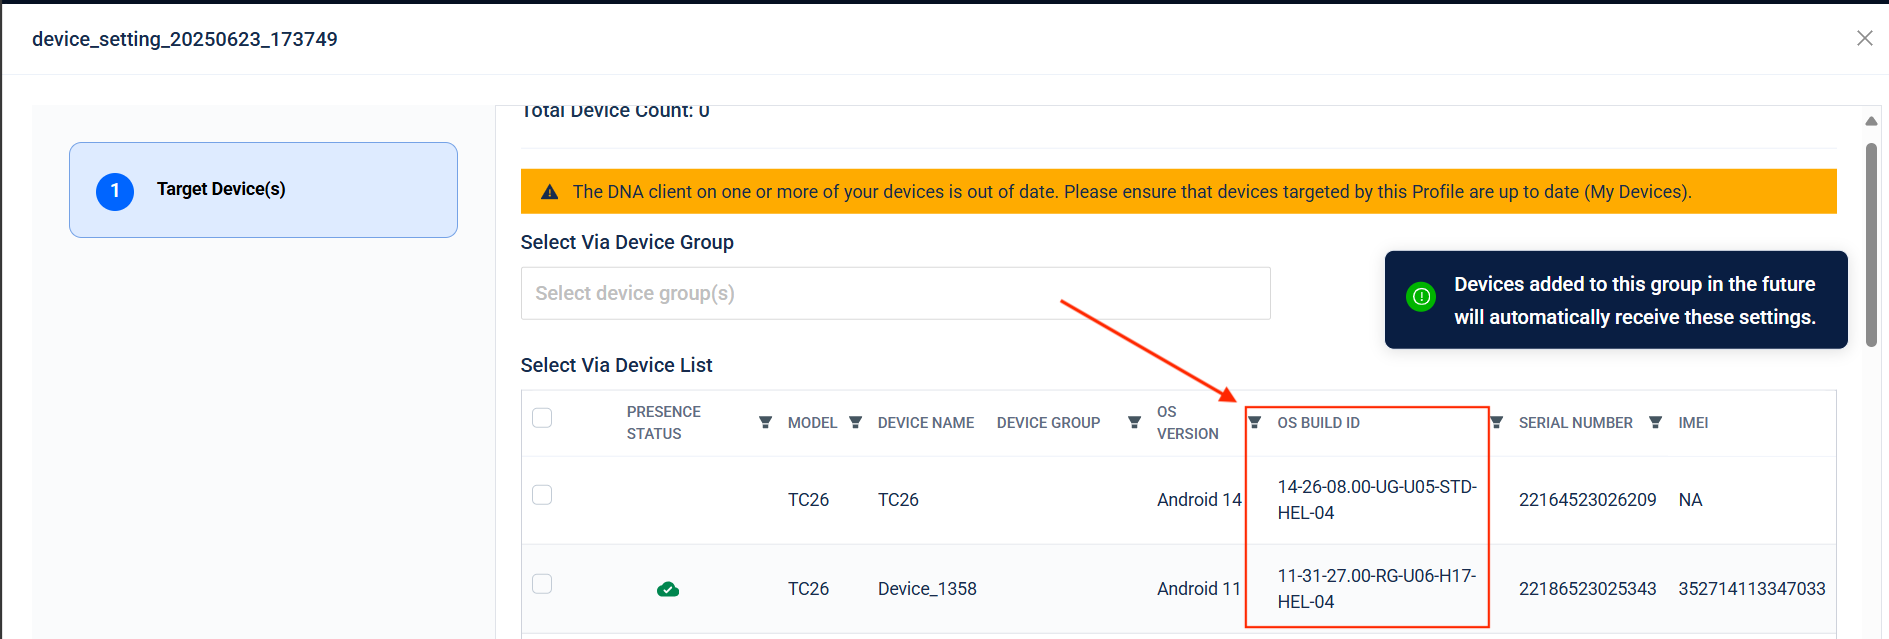 device_setting_20250623_173749
Total Device Count: 0
1
Target Device(s)
The DNA client on one or more of your devices is out of date. Please ensure that devices targeted by this Profile are up to date (My Devices).
Select Via Device Group
Select device group(s)
Devices added to this group in the future
will automatically receive these settings.
Select Via Device List
PRESENCE
STATUS
MODEL
DEVICE NAME
DEVICE GROUP
OS
VERSION
OS BUILD ID
SERIAL NUMBER
IMEI
TC26
TC26
Android 14
14-26-08.00-UG-U05-STD-
HEL-04
22164523026209
NA
TC26
Device_1358
Android 11
11-31-27.00-RG-U06-H17-
HEL-04
22186523025343
352714113347033